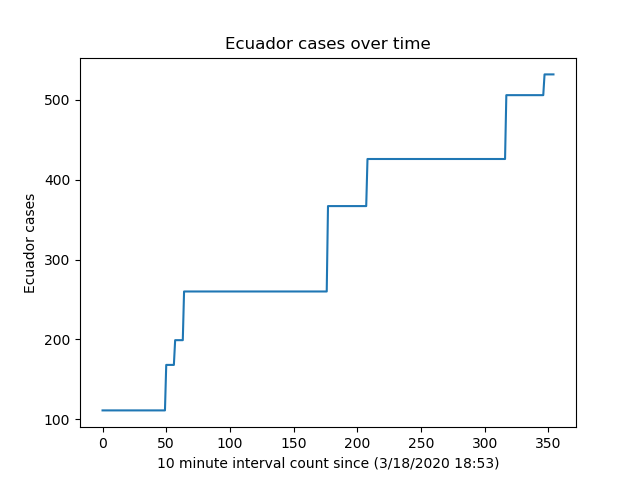 Ecuador cases over time
500
400
300
200
100
Ecuador cases
0 50 100 150 200 250 300 350
10 minute interval count since (3/18/2020 18:53)